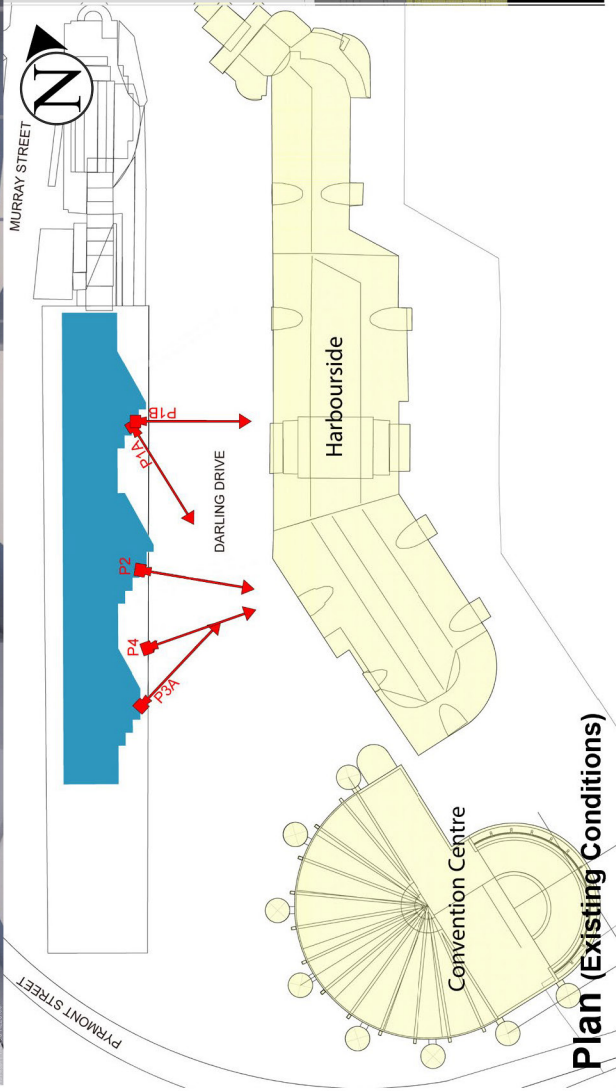 N
MURRAY STREET
P1A
P1B
DARLING DRIVE
Harbourside
P2
P4
P3A
Convention Centre
PYRMONT STREET
Plan (Existing Conditions)